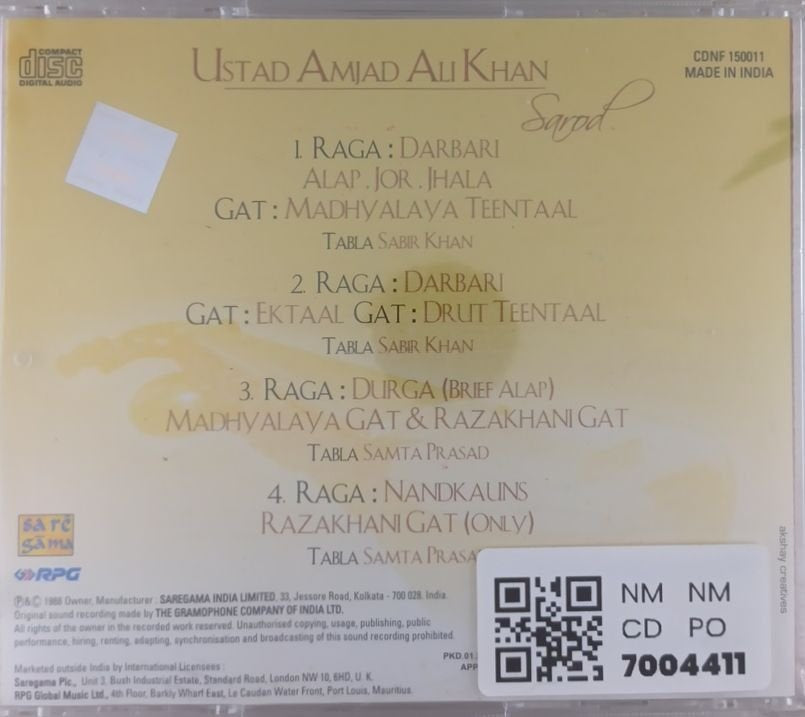 COMPACT
disc
DIGITAL AUDIO
USTAD AMJAD ALI KHAN
CDNF 150011
MADE IN INDIA
Sarod
1. RAGA : DARBARI
ALAP . JOR . JHALA
GAT : MADHYALAYA TEENTAAL
TABLA SABIR KHAN
2. RAGA : DARBARI
GAT : EKTAAL GAT : DRUT TEENTAAL
TABLA SABIR KHAN
3. RAGA : DURGA (BRIEF ALAP)
MADHYALAYA GAT & RAZAKHANI GAT
TABLA SAMTA PRASAD
4. RAGA : NANDKAUNS
RAZAKHANI GAT (ONLY)
TABLA SAMTA PRASA
sa rē
gāma
RPG
akshay creatives
℗&© 1988 Owner, Manufacturer : SAREGAMA INDIA LIMITED, 33, Jessore Road, Kolkata - 700 028. India.
Original sound recording made by THE GRAMOPHONE COMPANY OF INDIA LTD.
All rights of the owner in the recorded work reserved. Unauthorised copying, usage, publishing, public
performance, hiring, renting, adapting, synchronisation and broadcasting of this sound recording prohibited.
PKD.01.
APP
Marketed outside India by International Licensees :
Saregama Plc., Unit 3, Bush Industrial Estate, Standard Road, London NW 10, 6HD, U. K.
RPG Global Music Ltd., 4th Floor, Barkly Wharf East, Le Caudan Water Front, Port Louis, Mauritius.
NM NM
CD PO
7004411